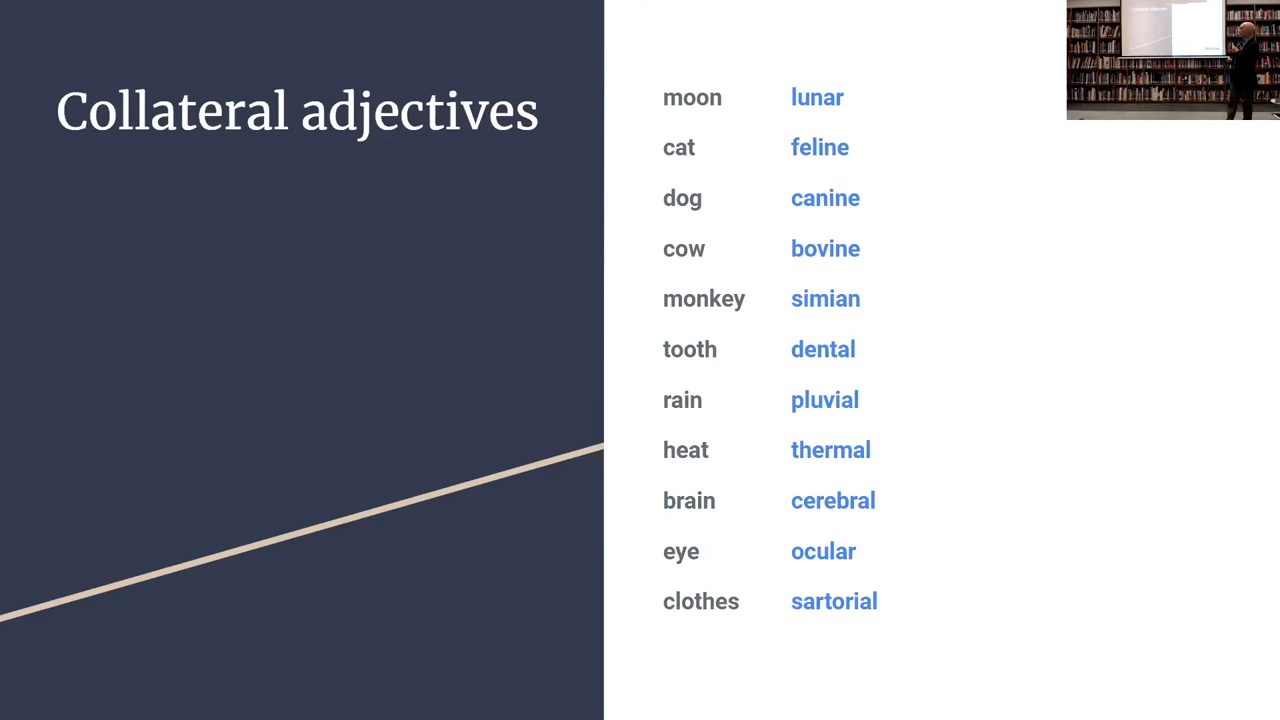 Collateral adjectives
moon lunar
cat feline
dog canine
cow bovine
monkey simian
tooth dental
rain pluvial
heat thermal
brain cerebral
eye ocular
clothes sartorial